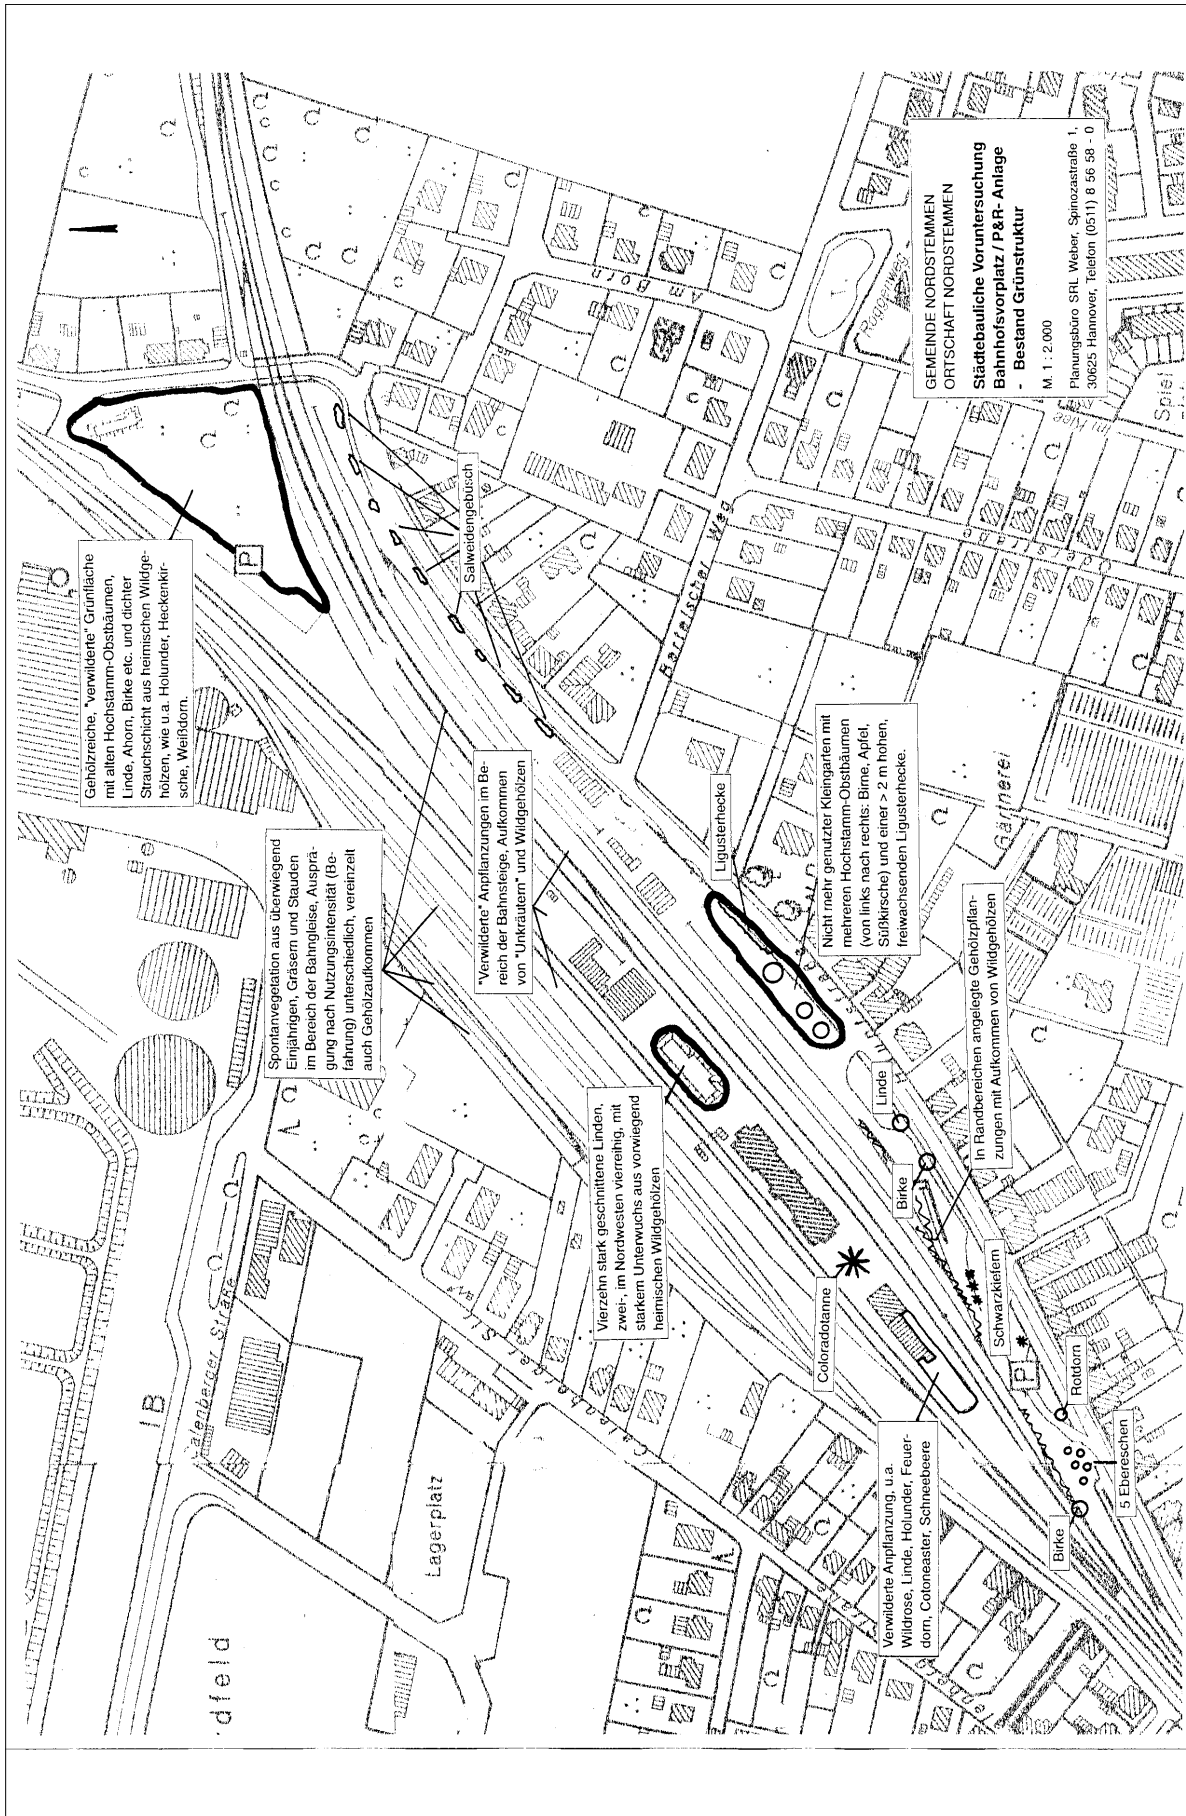 Gehölzreiche, "verwilderte" Grünfläche
mit alten Hochstamm-Obstbäumen,
Linde, Ahorn, Birke etc. und dichter
Strauchschicht aus heimischen Wildge-
hölzen, wie u.a. Holunder, Heckenkir-
sche, Weißdorn.
P
Spontanvegetation aus überwiegend
Einjährigen, Gräsern und Stauden
im Bereich der Bahngleise, Ausprä-
gung nach Nutzungsintensität (Be-
fahrung) unterschiedlich, vereinzelt
auch Gehölzaufkommen
Salweidengebüsch
"Verwilderte" Anpflanzungen im Be-
reich der Bahnsteige, Aufkommen
von "Unkräutern" und Wildgehölzen
Vierzehn stark geschnittene Linden,
zwei-, im Nordwesten vierreihig, mit
starkem Unterwuchs aus vorwiegend
heimischen Wildgehölzen
Ligusterhecke
Nicht mehr genutzter Kleingarten mit
mehreren Hochstamm-Obstbäumen
(von links nach rechts: Birne, Apfel,
Süßkirsche) und einer > 2 m hohen,
freiwachsenden Ligusterhecke.
Coloradotanne
Linde
Birke
In Randbereichen angelegte Gehölzpflan-
zungen mit Aufkommen von Wildgehölzen
Schwarzkiefern
P
Rotdorn
5 Ebereschen
Birke
Verwilderte Anpflanzung, u.a.
Wildrose, Linde, Holunder, Feuer-
dorn, Cotoneaster, Schneebeere
dfeld
IB
alenberger Straße
Lagerplatz
Calenberger Str
Am Born
Bartelscher Weg
Gärtnerei
Spiel
GEMEINDE NORDSTEMMEN
ORTSCHAFT NORDSTEMMEN
Städtebauliche Voruntersuchung
Bahnhofsvorplatz / P&R- Anlage
- Bestand Grünstruktur
M. 1 : 2.000
Planungsbüro SRL Weber, Spinozastraße 1,
30625 Hannover, Telefon (0511) 8 56 58 - 0